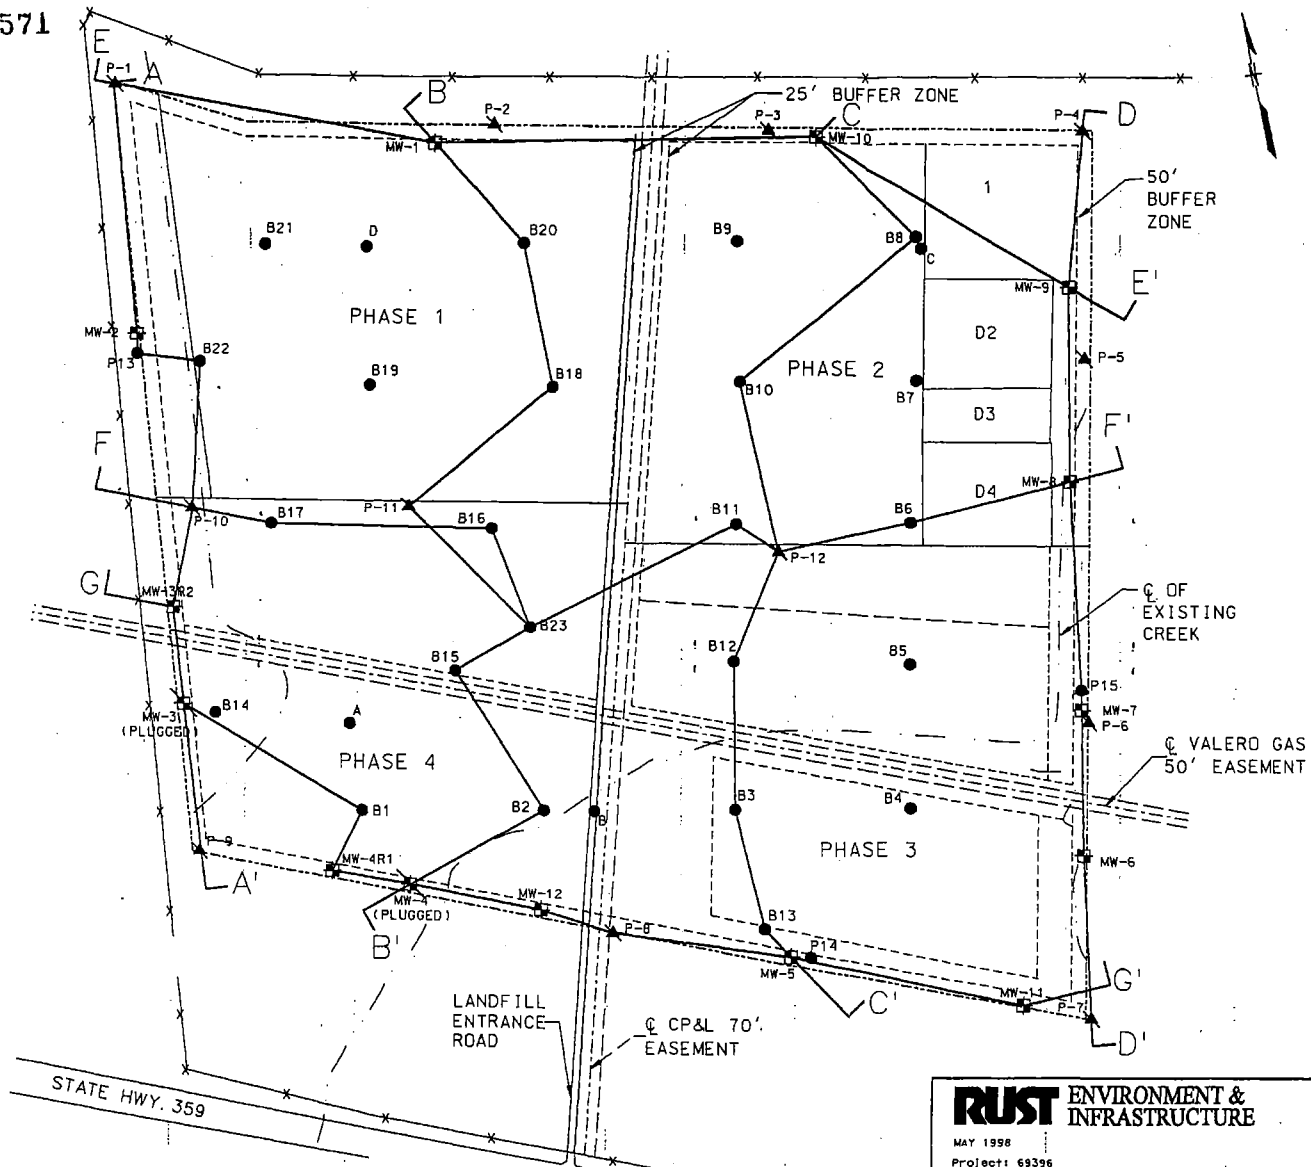 571
E
P-1
A
B
P-2
25' BUFFER ZONE
P-3
C
P-4
D
MW-1
MW-10
1
50'
BUFFER
ZONE
B21
D
B20
B9
B8
C
MW-9
E'
PHASE 1
MW-2
P13
B22
D2
P-5
B19
B18
B10
PHASE 2
B7
D3
F
F'
MW-8
D4
P-10
B17
P-11
B16
B11
B6
P-12
G
MW-3R2
℄ OF
EXISTING
CREEK
B23
B15
B12
B5
P15
MW-7
P-6
MW-3
(PLUGGED)
B14
A
PHASE 4
℄ VALERO GAS
50' EASEMENT
B1
B2
B
B3
B4
PHASE 3
P-9
A'
MW-4R1
MW-4
(PLUGGED)
MW-12
MW-6
B'
P-8
B13
P14
MW-5
C'
MW-11
G'
P-7
D'
LANDFILL
ENTRANCE
ROAD
℄ CP&L 70'
EASEMENT
STATE HWY. 359
RUST ENVIRONMENT &
INFRASTRUCTURE
MAY 1998
Project: 69396